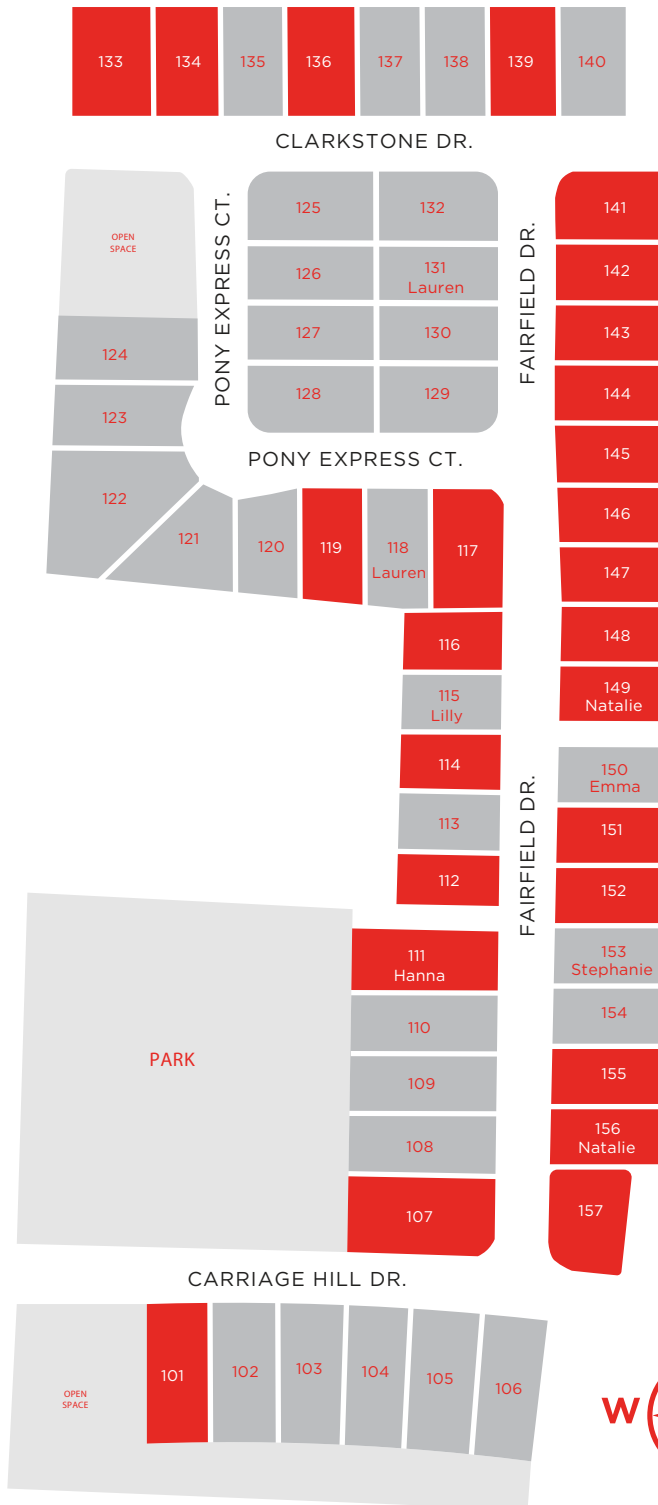 133 134 135 136 137 138 139 140
CLARKSTONE DR.
OPEN
SPACE
PONY EXPRESS CT.
125 132
126 131
Lauren
127 130
128 129
FAIRFIELD DR.
141
142
143
144
145
146
147
148
149
Natalie
124
123
122
121
PONY EXPRESS CT.
120 119 118
Lauren
117
116
115
Lilly
114
113
112
FAIRFIELD DR.
150
Emma
151
152
153
Stephanie
154
155
156
Natalie
157
111
Hanna
110
109
108
107
PARK
CARRIAGE HILL DR.
OPEN
SPACE
101 102 103 104 105 106
W